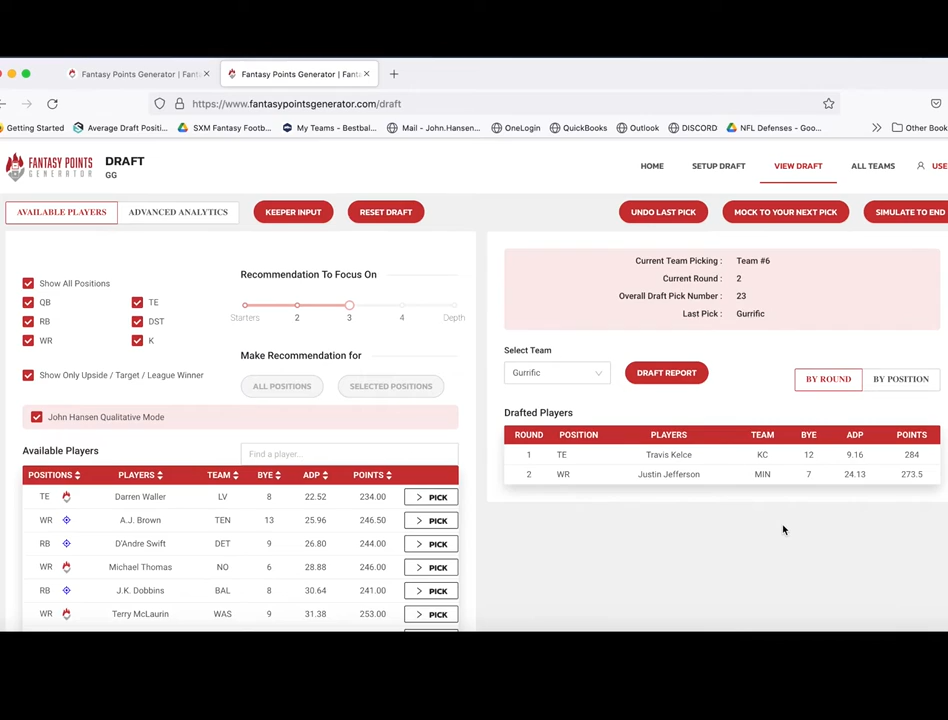 Fantasy Points Generator | Fant
Fantasy Points Generator | Fanta
https://www.fantasypointsgenerator.com/draft
Getting Started
Average Draft Positi...
SXM Fantasy Footb...
My Teams - Bestbal...
Mail - John.Hansen...
OneLogin
QuickBooks
Outlook
DISCORD
NFL Defenses - Goo...
Other Book
FANTASY POINTS
GENERATOR
DRAFT
GG
HOME
SETUP DRAFT
VIEW DRAFT
ALL TEAMS
USE
AVAILABLE PLAYERS
ADVANCED ANALYTICS
KEEPER INPUT
RESET DRAFT
UNDO LAST PICK
MOCK TO YOUR NEXT PICK
SIMULATE TO END
Show All Positions
QB
TE
RB
DST
WR
K
Show Only Upside / Target / League Winner
John Hansen Qualitative Mode
Recommendation To Focus On
Starters 2 3 4 Depth
Make Recommendation for
ALL POSITIONS
SELECTED POSITIONS
Available Players
Find a player...
POSITIONS PLAYERS TEAM BYE ADP POINTS
TE Darren Waller LV 8 22.52 234.00 > PICK
WR A.J. Brown TEN 13 25.96 246.50 > PICK
RB D'Andre Swift DET 9 26.80 244.00 > PICK
WR Michael Thomas NO 6 28.88 246.00 > PICK
RB J.K. Dobbins BAL 8 30.64 241.00 > PICK
WR Terry McLaurin WAS 9 31.38 253.00 > PICK
Current Team Picking : Team #6
Current Round : 2
Overall Draft Pick Number : 23
Last Pick : Gurrific
Select Team
Gurrific
DRAFT REPORT
BY ROUND
BY POSITION
Drafted Players
ROUND POSITION PLAYERS TEAM BYE ADP POINTS
1 TE Travis Kelce KC 12 9.16 284
2 WR Justin Jefferson MIN 7 24.13 273.5